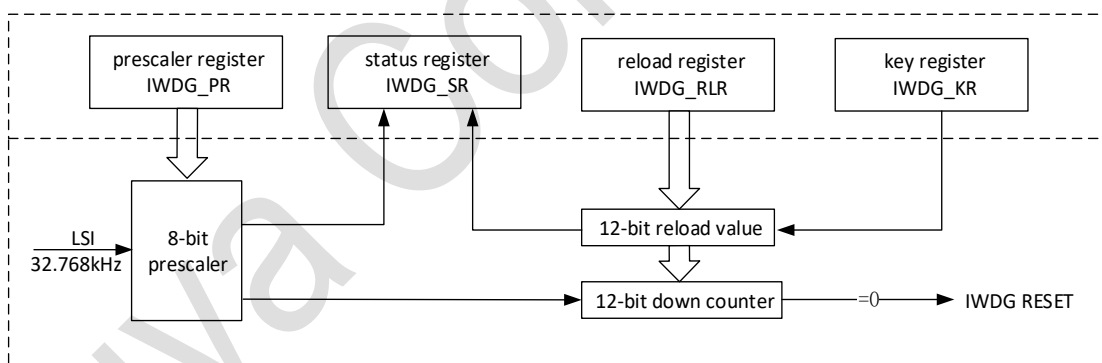 prescaler register
IWDG_PR
status register
IWDG_SR
reload register
IWDG_RLR
key register
IWDG_KR
LSI
32.768kHz
8-bit
prescaler
12-bit reload value
12-bit down counter
=0
IWDG RESET